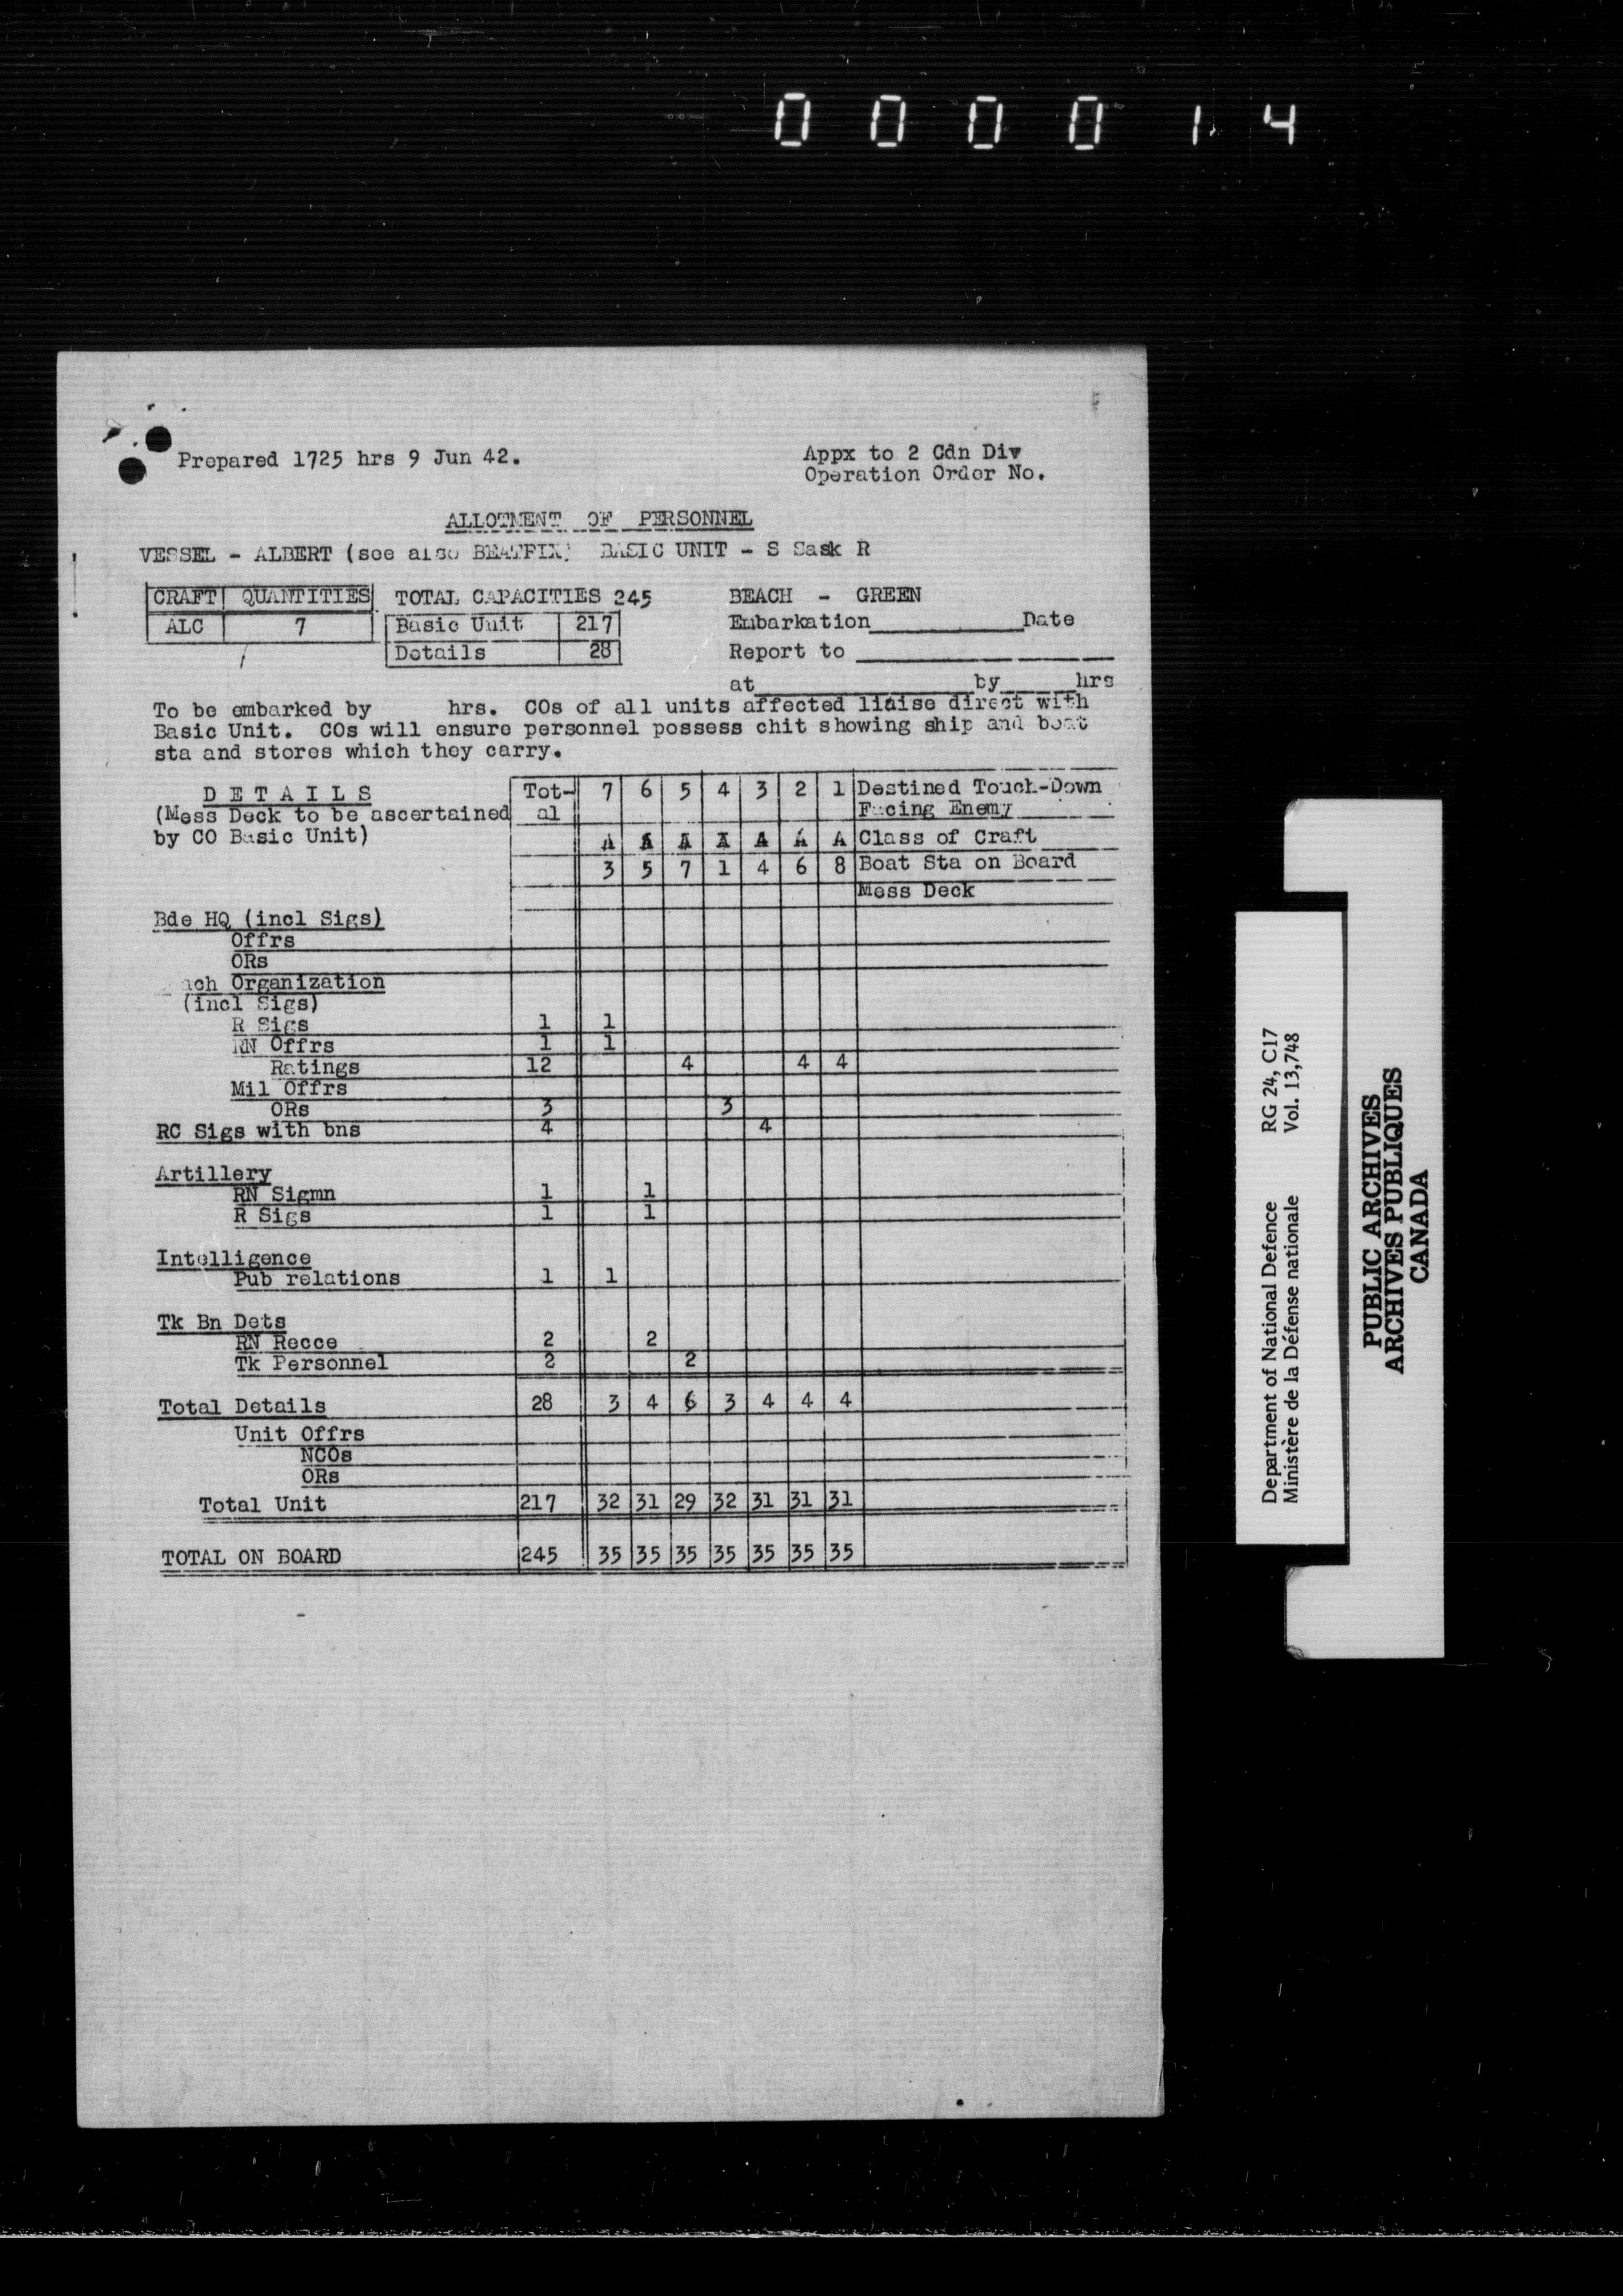 0 0 0 0 1 4
Prepared 1725 hrs 9 Jun 42.
Appx to 2 Cdn Div
Operation Order No.
ALLOTMENT OF PERSONNEL
VESSEL - ALBERT (see also BEATFIX) BASIC UNIT - S Sask R
CRAFT QUANTITIES TOTAL CAPACITIES 245 BEACH - GREEN
ALC 7 Basic Unit 217 Embarkation Date
Details 28 Report to
at by hrs
To be embarked by hrs. COs of all units affected liaise direct with
Basic Unit. COs will ensure personnel possess chit showing ship and boat
sta and stores which they carry.
D E T A I L S Tot- 7 6 5 4 3 2 1 Destined Touch-Down
(Mess Deck to be ascertained al Facing Enemy
by CO Basic Unit) A A A A A A A Class of Craft
3 5 7 1 4 6 8 Boat Sta on Board
Mess Deck
Bde HQ (incl Sigs)
Offrs
ORs
ach Organization
(incl Sigs)
R Sigs 1 1
RN Offrs 1 1
Ratings 12 4 4 4
Mil Offrs
ORs 3 3
RC Sigs with bns 4 4
Artillery
RN Sigmn 1 1
R Sigs 1 1
Intelligence
Pub relations 1 1
Tk Bn Dets
RN Recce 2 2
Tk Personnel 2 2
Total Details 28 3 4 6 3 4 4 4
Unit Offrs
NCOs
ORs
Total Unit 217 32 31 29 32 31 31 31
TOTAL ON BOARD 245 35 35 35 35 35 35 35
Department of National Defence RG 24, C17
Ministère de la Défense nationale Vol. 13,748
PUBLIC ARCHIVES
ARCHIVES PUBLIQUES
CANADA